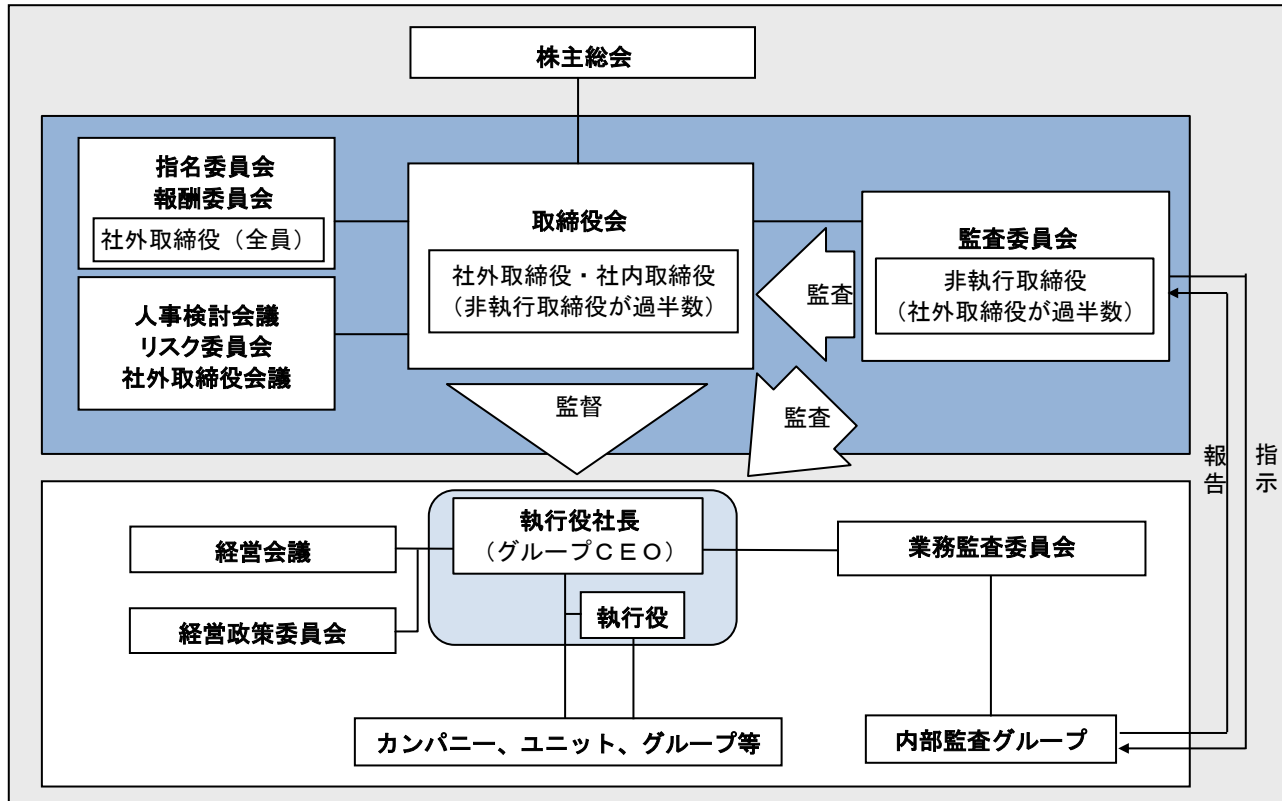 株主総会
指名委員会
報酬委員会
社外取締役（全員）
人事検討会議
リスク委員会
社外取締役会議
取締役会
社外取締役・社内取締役
（非執行取締役が過半数）
監査
監査委員会
非執行取締役
（社外取締役が過半数）
監督
監査
報告
指示
執行役社長
（グループＣＥＯ）
執行役
経営会議
経営政策委員会
業務監査委員会
カンパニー、ユニット、グループ等
内部監査グループ